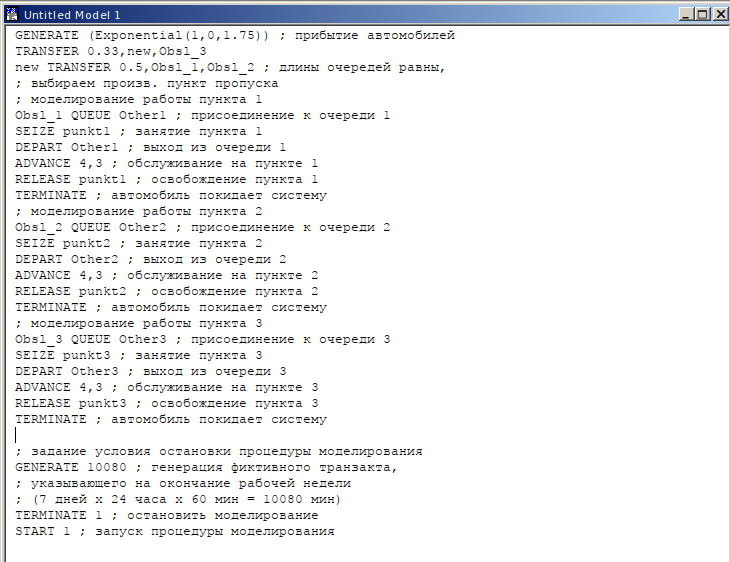 Untitled Model 1
GENERATE (Exponential(1,0,1.75)) ; прибытие автомобилей
TRANSFER 0.33,new,Obsl_3
new TRANSFER 0.5,Obsl_1,Obsl_2 ; длины очередей равны,
; выбираем произв. пункт пропуска
; моделирование работы пункта 1
Obsl_1 QUEUE Other1 ; присоединение к очереди 1
SEIZE punkt1 ; занятие пункта 1
DEPART Other1 ; выход из очереди 1
ADVANCE 4,3 ; обслуживание на пункте 1
RELEASE punkt1 ; освобождение пункта 1
TERMINATE ; автомобиль покидает систему
; моделирование работы пункта 2
Obsl_2 QUEUE Other2 ; присоединение к очереди 2
SEIZE punkt2 ; занятие пункта 2
DEPART Other2 ; выход из очереди 2
ADVANCE 4,3 ; обслуживание на пункте 2
RELEASE punkt2 ; освобождение пункта 2
TERMINATE ; автомобиль покидает систему
; моделирование работы пункта 3
Obsl_3 QUEUE Other3 ; присоединение к очереди 3
SEIZE punkt3 ; занятие пункта 3
DEPART Other3 ; выход из очереди 3
ADVANCE 4,3 ; обслуживание на пункте 3
RELEASE punkt3 ; освобождение пункта 3
TERMINATE ; автомобиль покидает систему
; задание условия остановки процедуры моделирования
GENERATE 10080 ; генерация фиктивного транзакта,
; указывающего на окончание рабочей недели
; (7 дней х 24 часа х 60 мин = 10080 мин)
TERMINATE 1 ; остановить моделирование
START 1 ; запуск процедуры моделирования